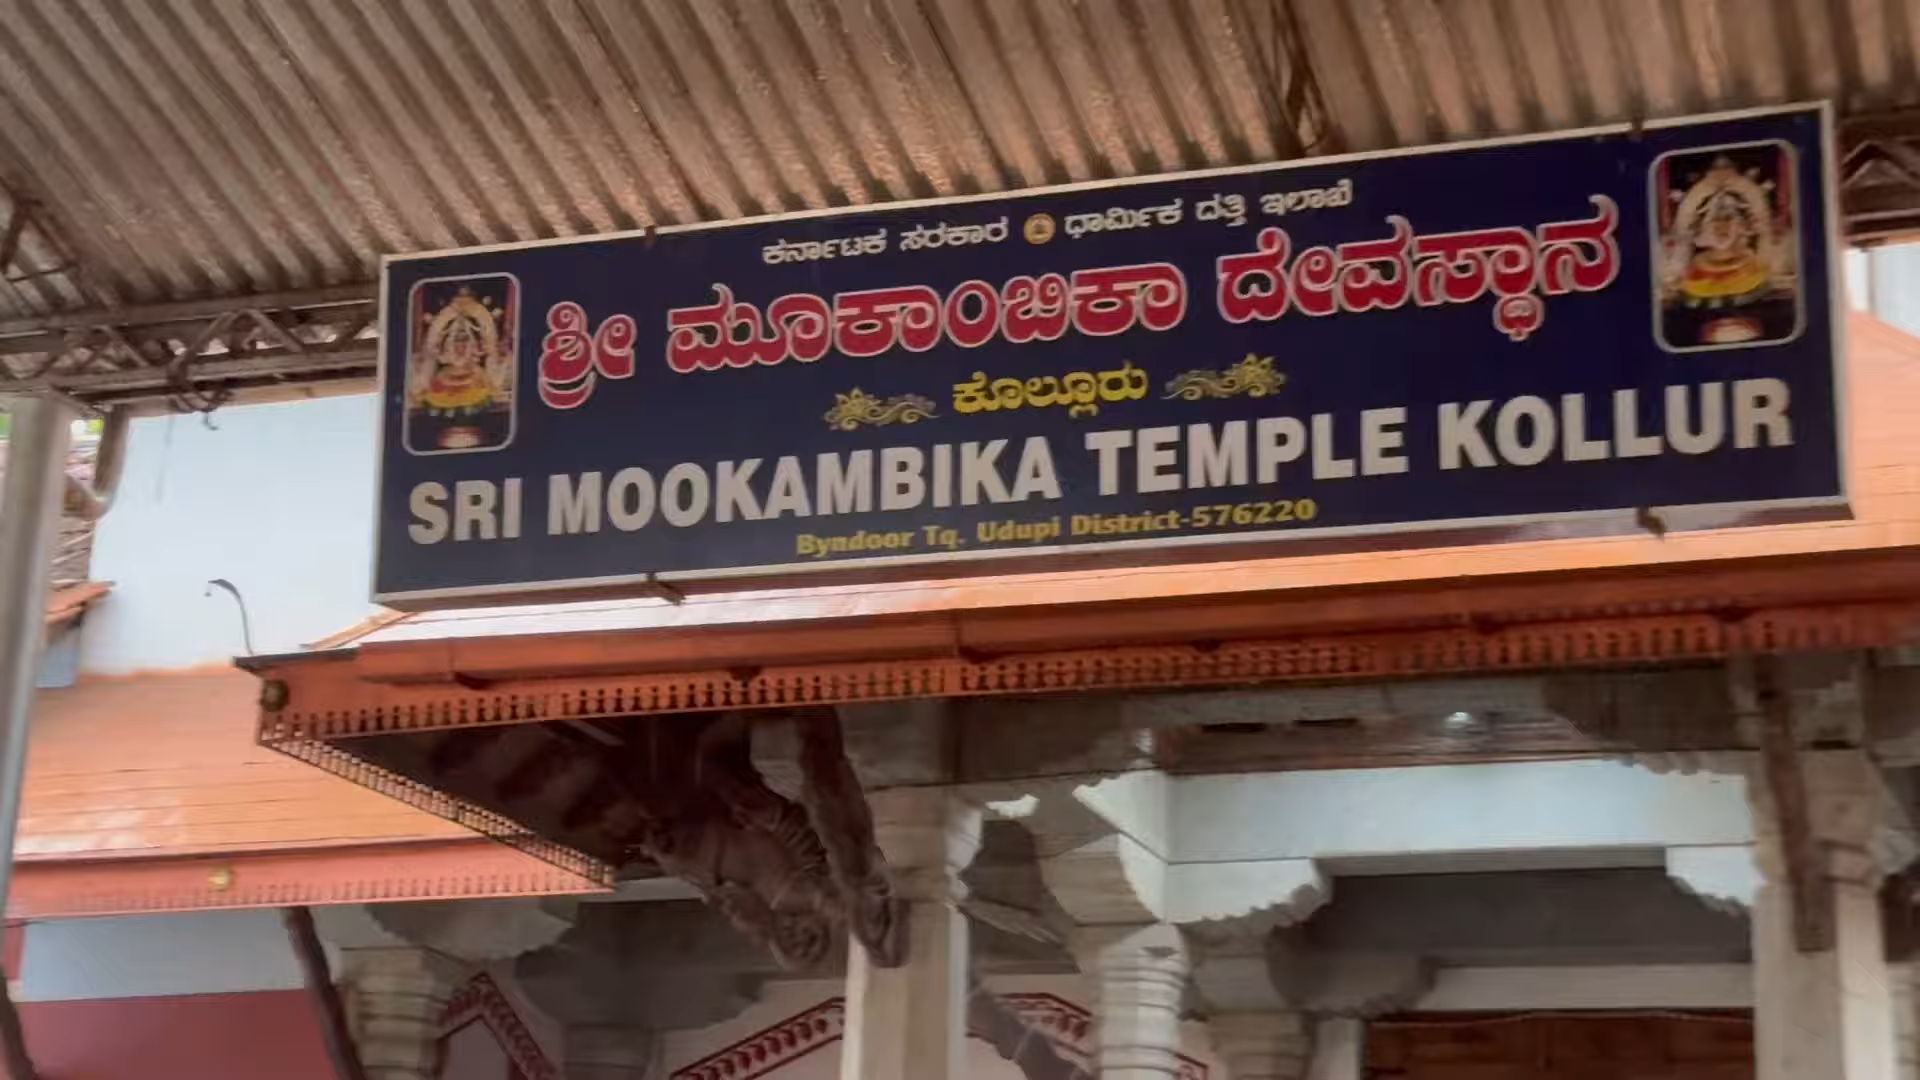 ಕರ್ನಾಟಕ ಸರಕಾರ ಧಾರ್ಮಿಕ ದತ್ತಿ ಇಲಾಖೆ
ಶ್ರೀ ಮೂಕಾಂಬಿಕಾ ದೇವಸ್ಥಾನ
ಕೊಲ್ಲೂರು
SRI MOOKAMBIKA TEMPLE KOLLUR
Byndoor Tq. Udupi District-576220